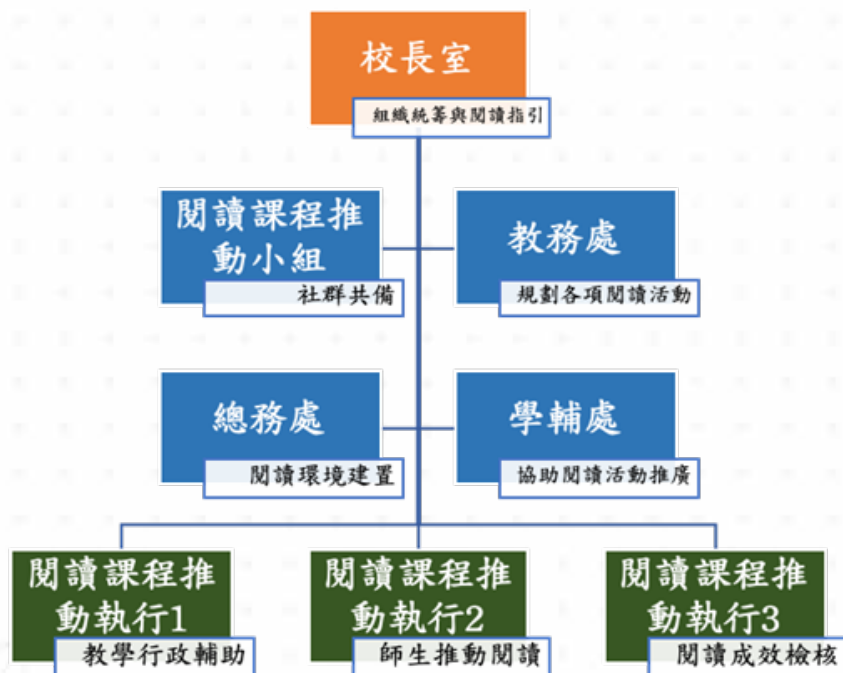 校長室
組織統籌與閱讀指引
閱讀課程推
動小組
社群共備
教務處
規劃各項閱讀活動
總務處
閱讀環境建置
學輔處
協助閱讀活動推廣
閱讀課程推
動執行1
教學行政輔助
閱讀課程推
動執行2
師生推動閱讀
閱讀課程推
動執行3
閱讀成效檢核